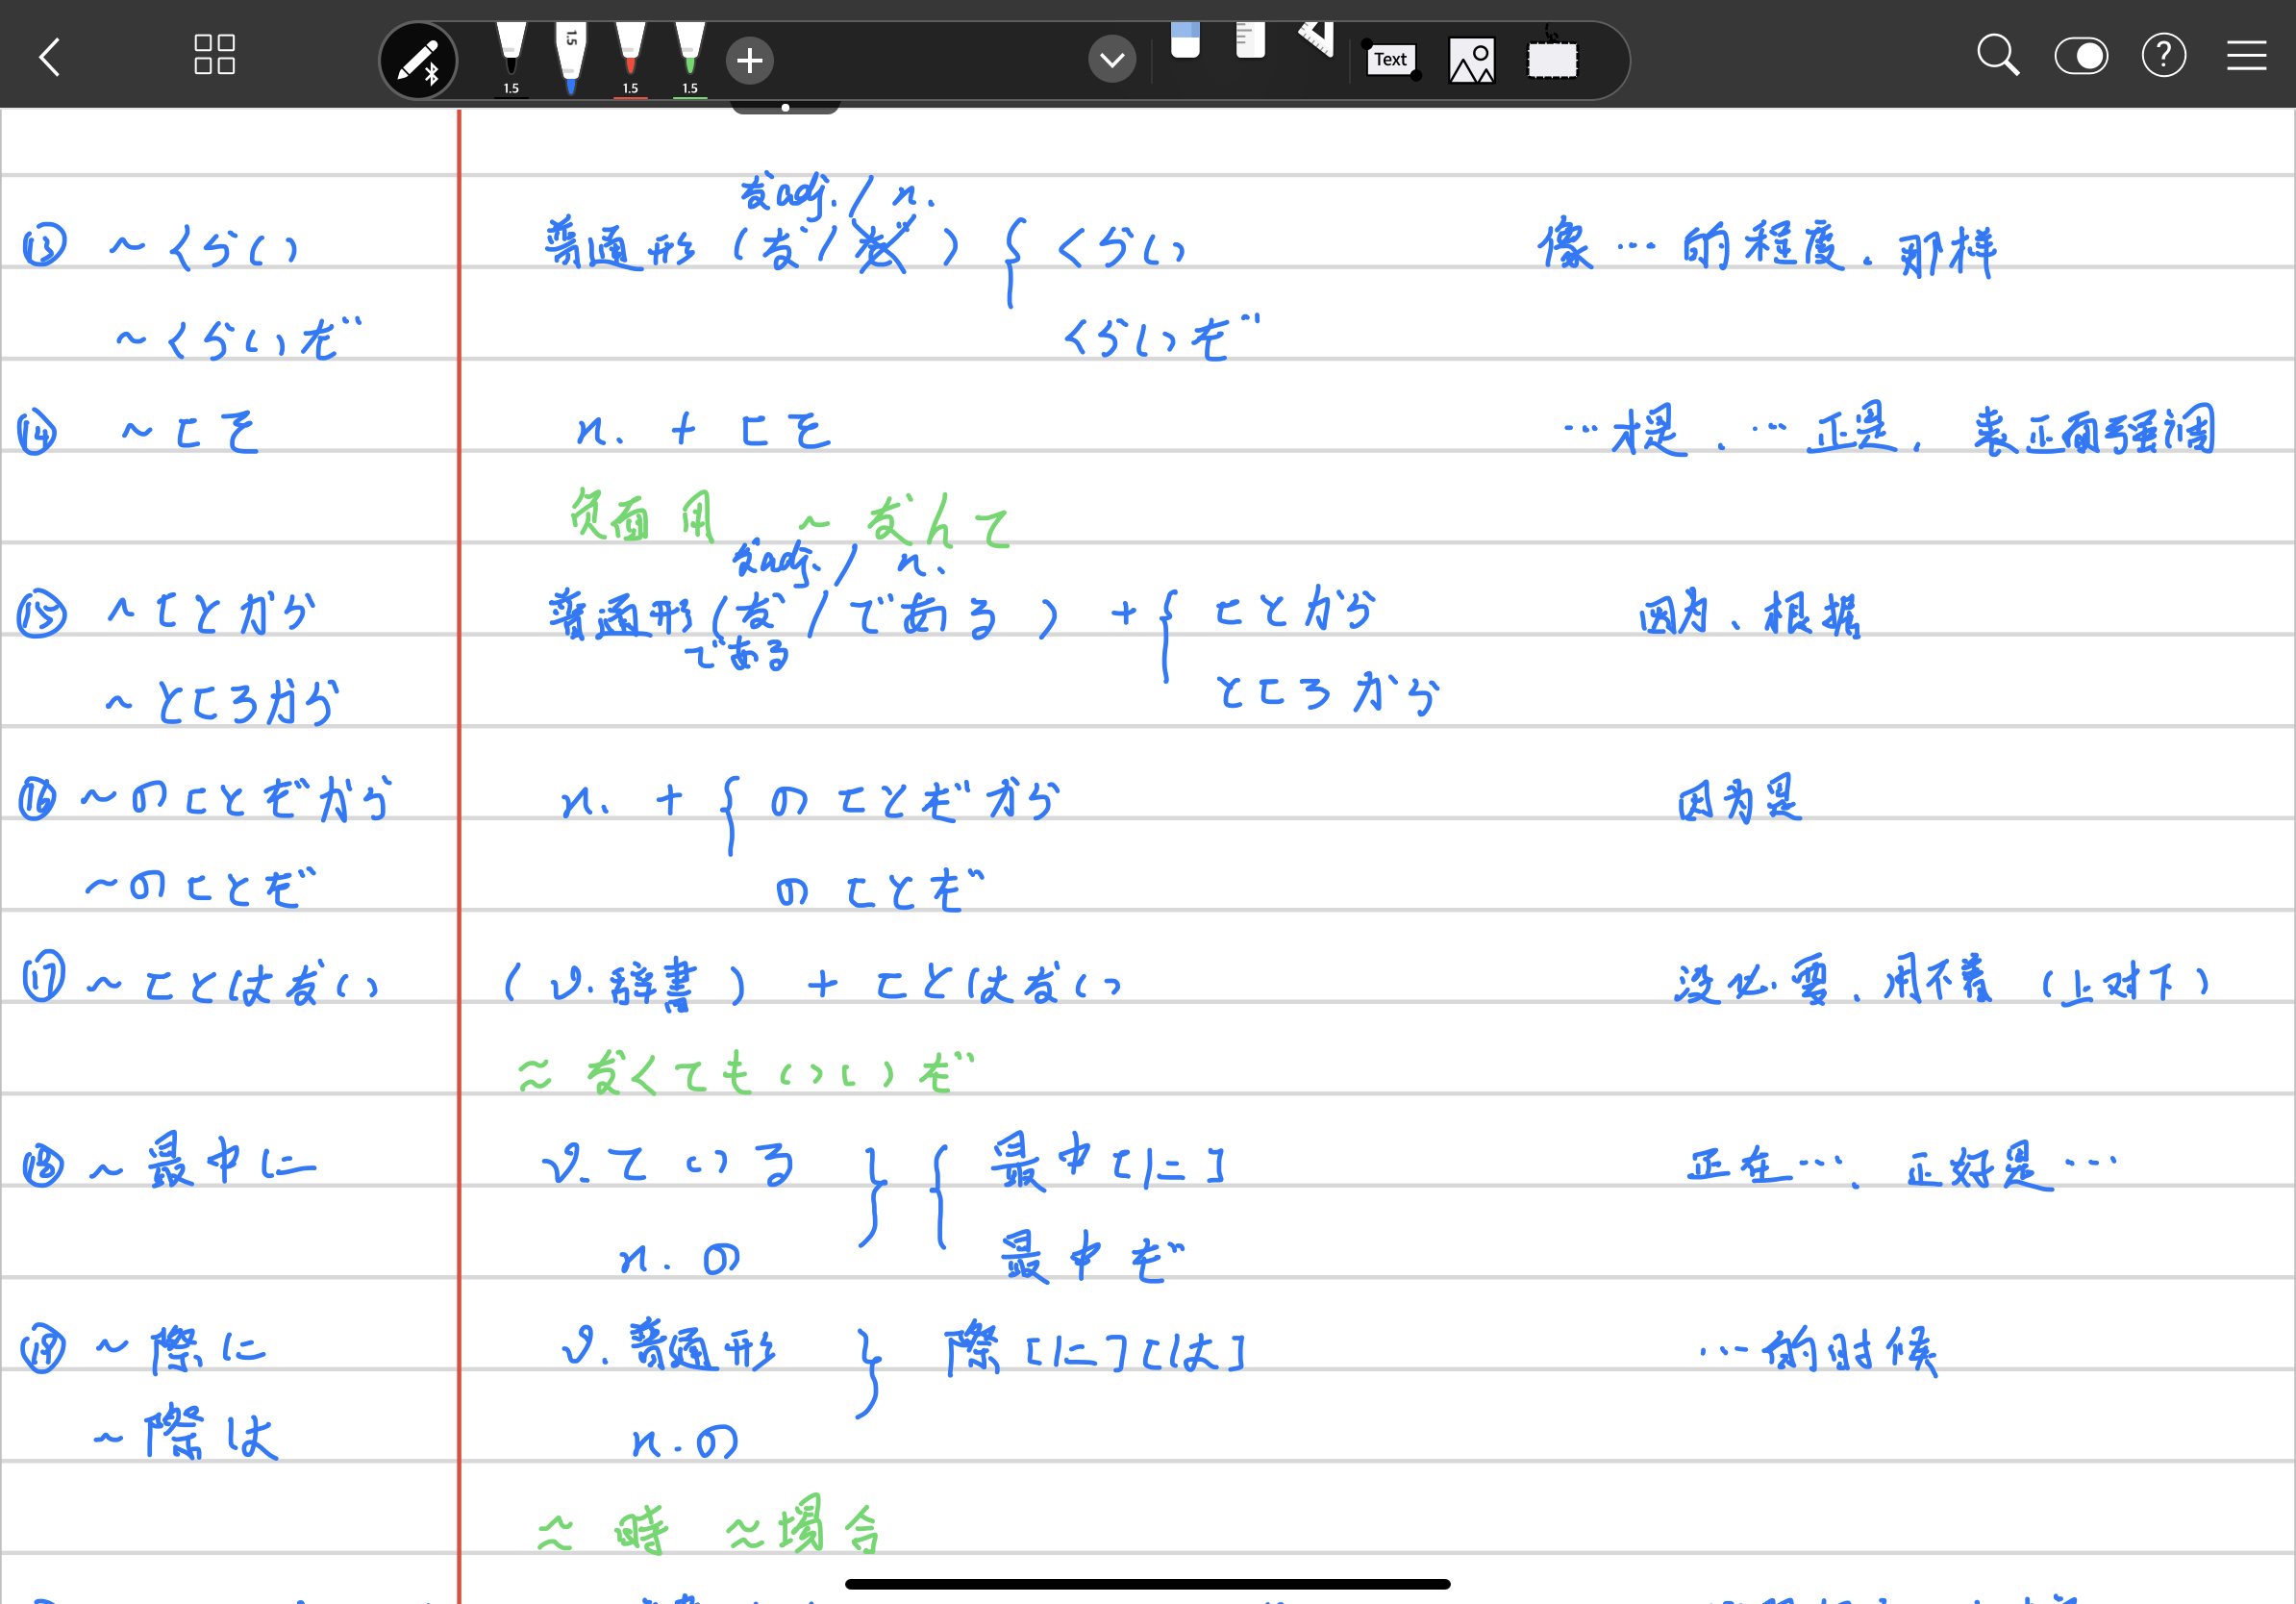 1.5 1.5 1.5 1.5 Text
⑬ ~くらい 普通形(な/) { くらい 像…的程度.那样
adj. / n.
~くらいだ くらいだ
⑭ ~こそ n. + こそ …才是. …正是. 表正面
负面用 ~なんて
⑮ ~ことから 普通形(な/である) + { ことから 原因、根据
adj. / n.
である
~ところから ところから
⑯ ~のことだから n. + { のことだから 因为是
~のことだ のことだ
⑰ ~ことはない (v.辞書) + ことはない 没必要. 用不着 (上对下)
≈ なくてもいいだ
⑱ ~最中に Vている } { 最中[に] 正在…. 正好是…
n. の 最中だ
⑲ ~際に v.普通形 } 際[に][は] …的时候
~際は n.の
≈ 時 ≈場合